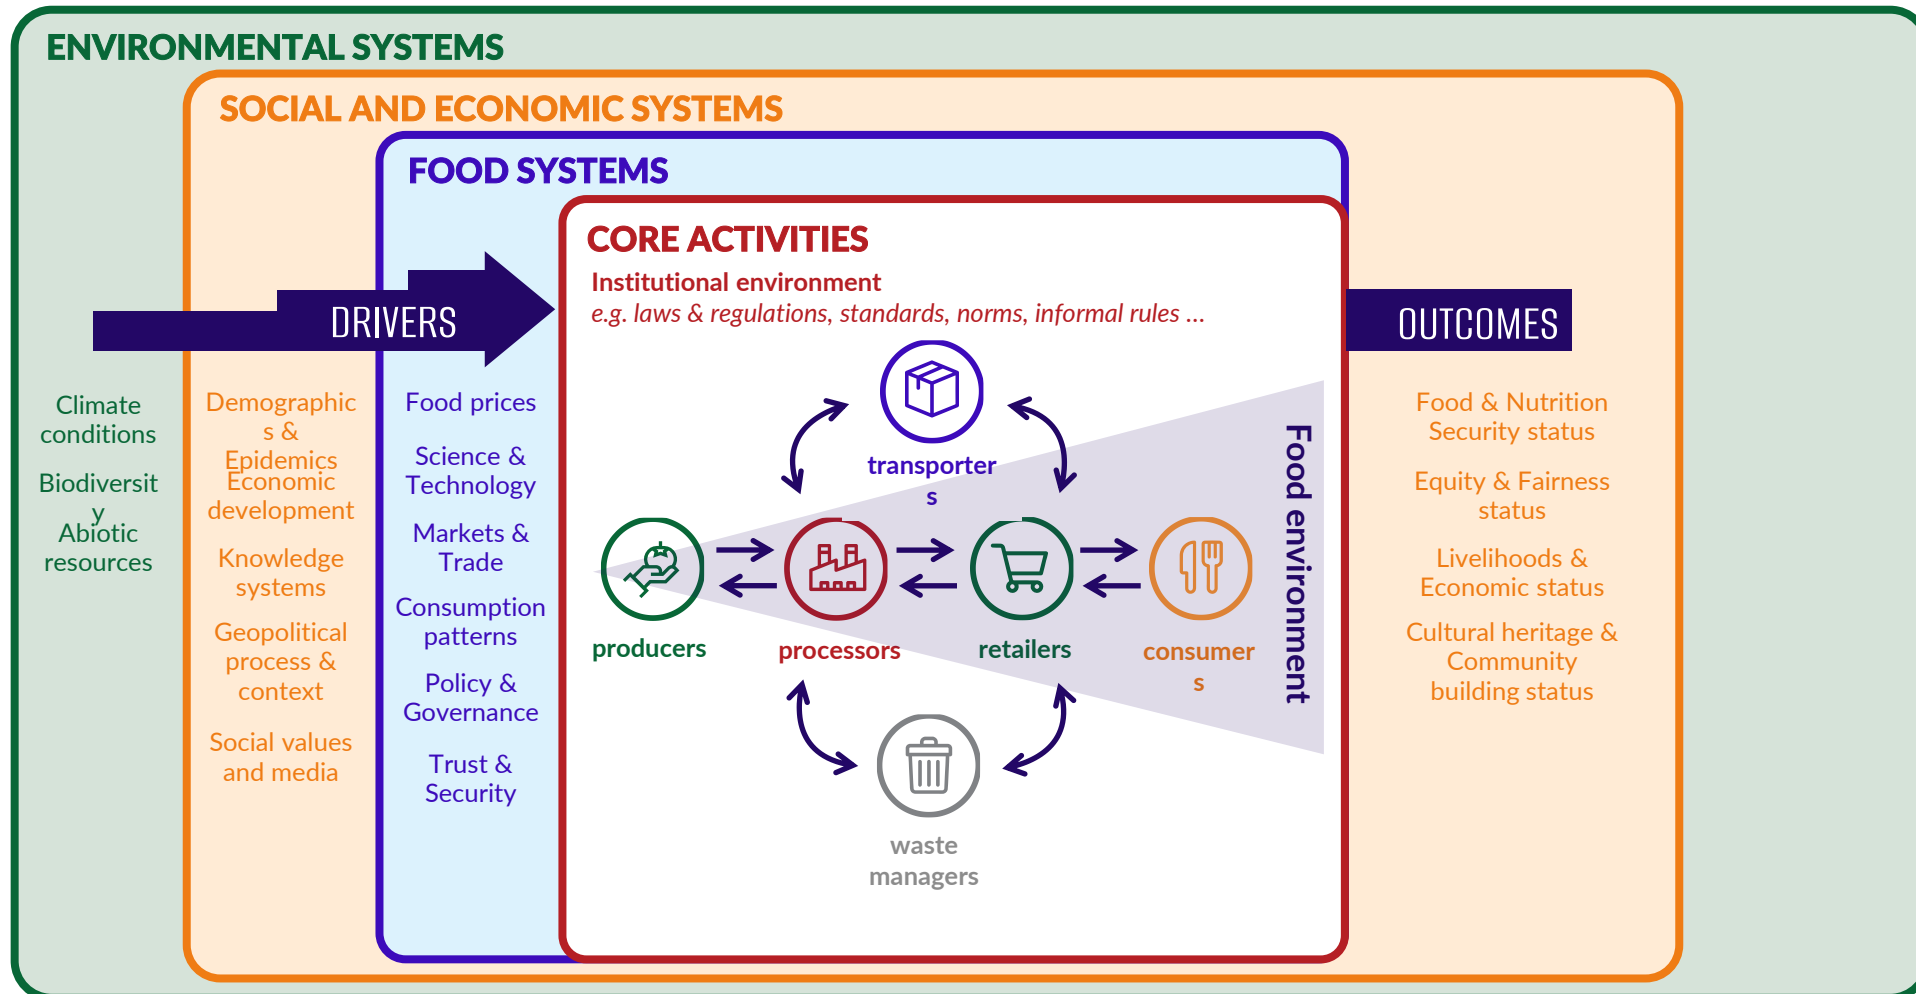 ENVIRONMENTAL SYSTEMS
SOCIAL AND ECONOMIC SYSTEMS
FOOD SYSTEMS
CORE ACTIVITIES
Institutional environment
e.g. laws & regulations, standards, norms, informal rules ...
DRIVERS
OUTCOMES
Climate
conditions
Biodiversit
y
Abiotic
resources
Demographic
s &
Epidemics
Economic
development
Knowledge
systems
Geopolitical
process &
context
Social values
and media
Food prices
Science &
Technology
Markets &
Trade
Consumption
patterns
Policy &
Governance
Trust &
Security
transporter
s
producers
processors
retailers
consumer
s
waste
managers
Food environment
Food & Nutrition
Security status
Equity & Fairness
status
Livelihoods &
Economic status
Cultural heritage &
Community
building status